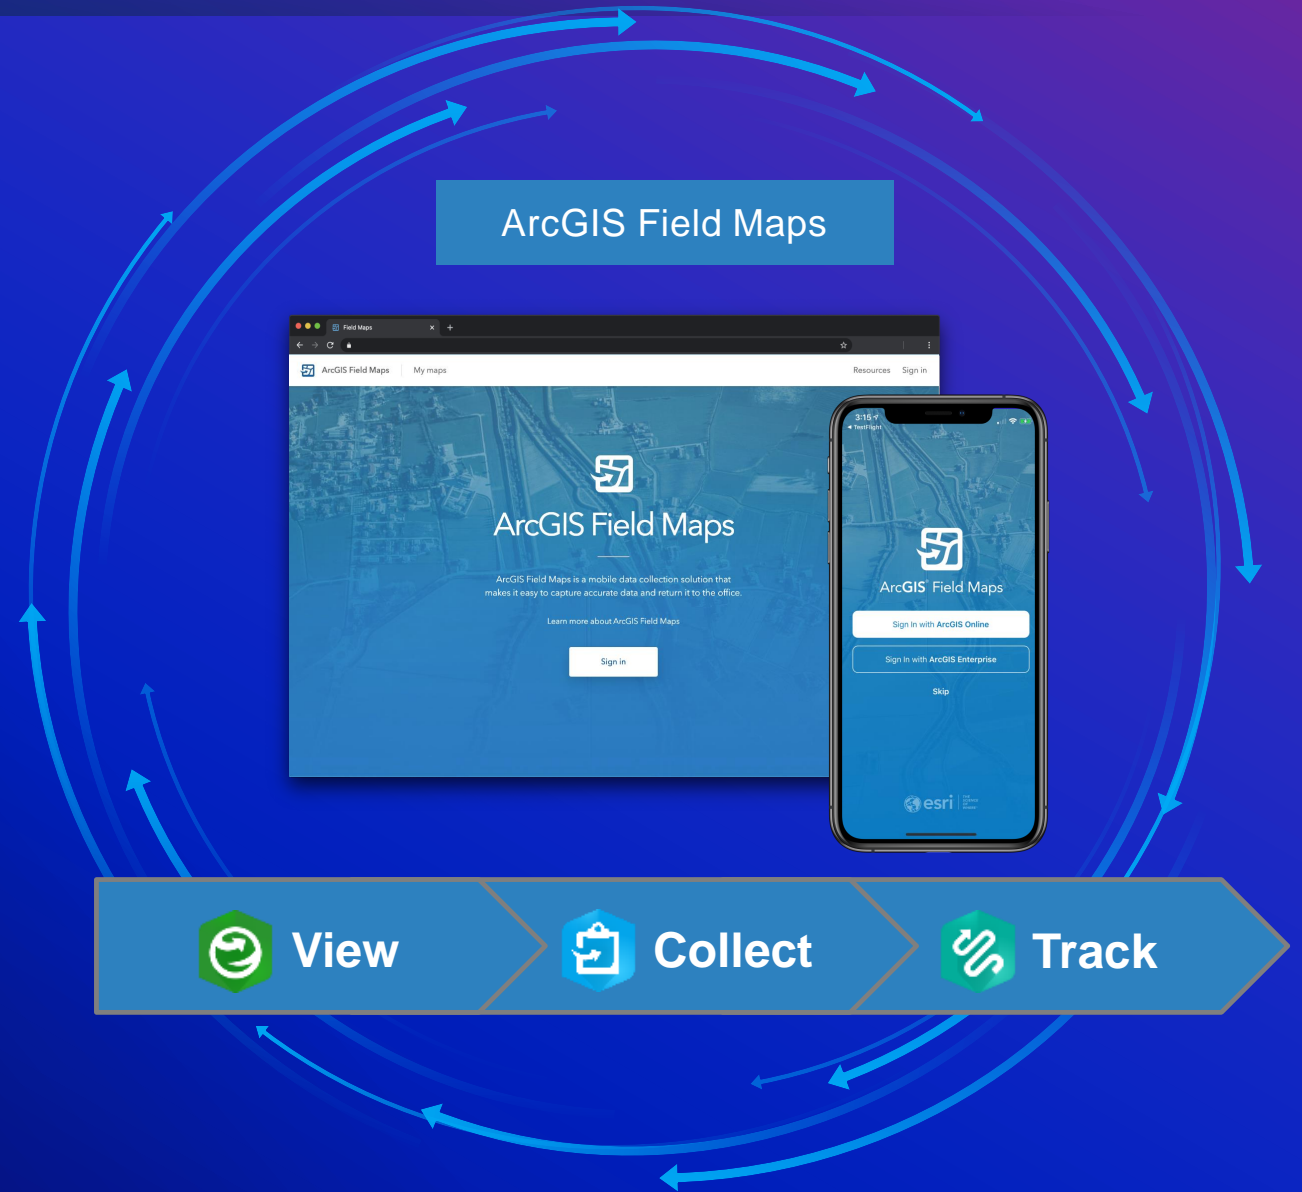 ArcGIS Field Maps
Field Maps
ArcGIS Field Maps My maps Resources Sign in
ArcGIS Field Maps
ArcGIS Field Maps is a mobile data collection solution that
makes it easy to capture accurate data and return it to the office.
Learn more about ArcGIS Field Maps
Sign in
3:15
TestFlight
ArcGIS® Field Maps
Sign In with ArcGIS Online
Sign In with ArcGIS Enterprise
Skip
esri
View Collect Track